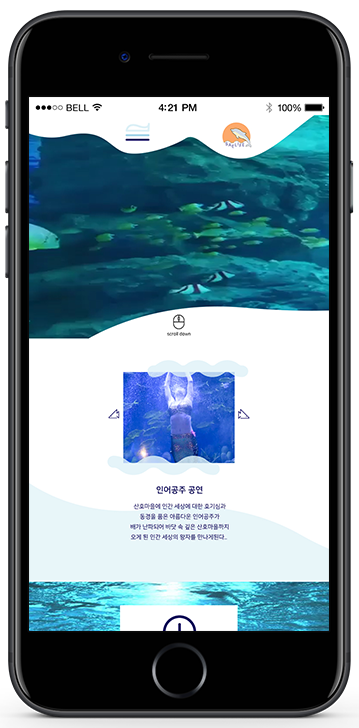 BELL
4:21 PM
100%
scroll down
인어공주 공연
산호마을에 인간 세상에 대한 호기심과
동경을 품은 아름다운 인어공주가
배가 난파되어 바닷 속 깊은 산호마을까지
오게 된 인간 세상의 왕자를 만나게된다..